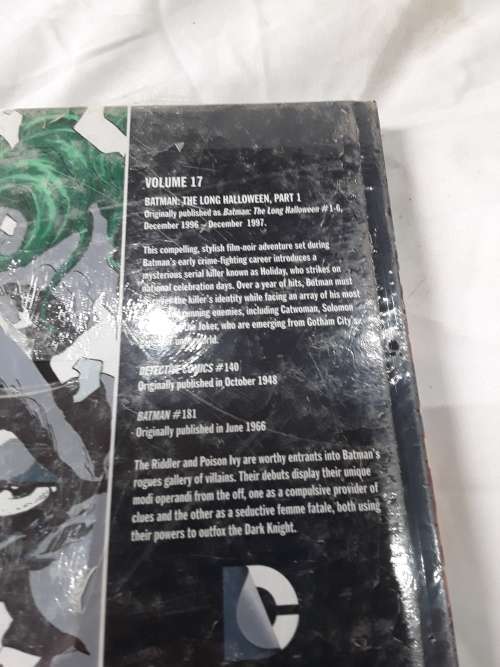 VOLUME 17
BATMAN: THE LONG HALLOWEEN, PART 1
Originally published as Batman: The Long Halloween #1-6,
December 1996 – December 1997.
This compelling, stylish film-noir adventure set during
Batman's early crime-fighting career introduces a
mysterious serial killer known as Holiday, who strikes on
national celebration days. Over a year of hits, Batman must
the killer's identity while facing an array of his most
cunning enemies, including Catwoman, Solomon
the Joker, who are emerging from Gotham City's
DETECTIVE COMICS #140
Originally published in October 1948
BATMAN #181
Originally published in June 1966
The Riddler and Poison Ivy are worthy entrants into Batman's
rogues gallery of villains. Their debuts display their unique
modi operandi from the off, one as a compulsive provider of
clues and the other as a seductive femme fatale, both using
their powers to outfox the Dark Knight.